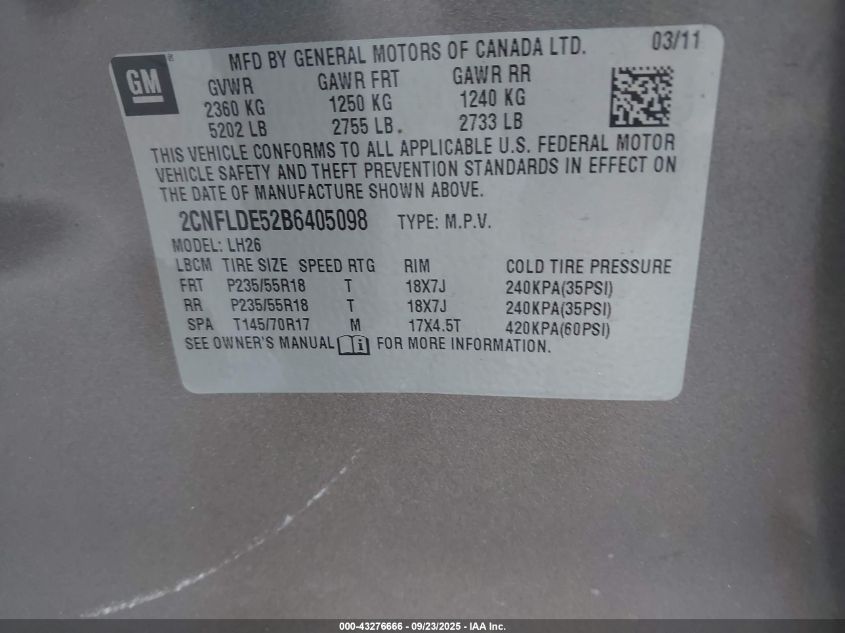 GM
MFD BY GENERAL MOTORS OF CANADA LTD. 03/11
GVWR GAWR FRT GAWR RR
2360 KG 1250 KG 1240 KG
5202 LB 2755 LB. 2733 LB
THIS VEHICLE CONFORMS TO ALL APPLICABLE U.S. FEDERAL MOTOR
VEHICLE SAFETY AND THEFT PREVENTION STANDARDS IN EFFECT ON
THE DATE OF MANUFACTURE SHOWN ABOVE.
2CNFLDE52B6405098 TYPE: M.P.V.
MODEL: LH26
LBCM TIRE SIZE SPEED RTG RIM COLD TIRE PRESSURE
FRT P235/55R18 T 18X7J 240KPA(35PSI)
RR P235/55R18 T 18X7J 240KPA(35PSI)
SPA T145/70R17 M 17X4.5T 420KPA(60PSI)
SEE OWNER'S MANUAL FOR MORE INFORMATION.
000-43276666 - 09/23/2025 - IAA Inc.